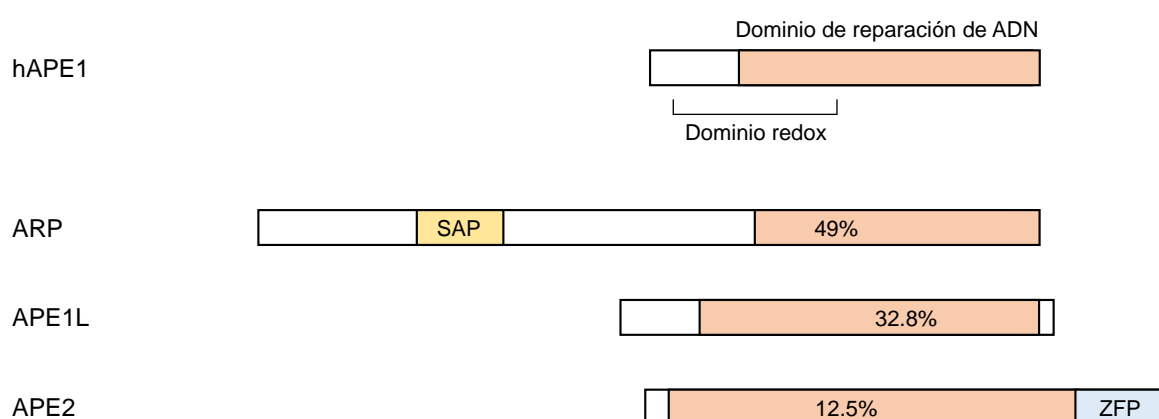 Dominio de reparación de ADN
hAPE1
Dominio redox
ARP
SAP
49%
APE1L
32.8%
APE2
12.5%
ZFP